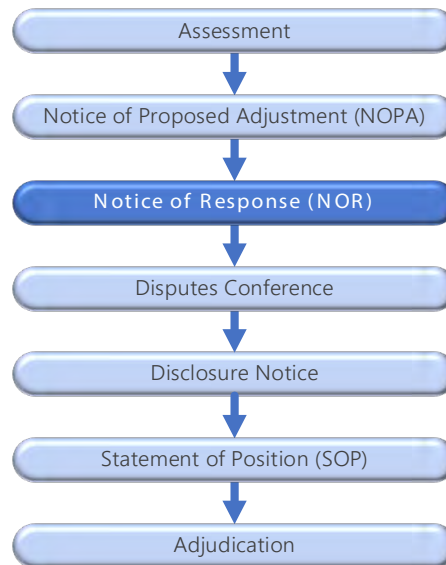 Assessment
Notice of Proposed Adjustment (NOPA)
Notice of Response (NOR)
Disputes Conference
Disclosure Notice
Statement of Position (SOP)
Adjudication